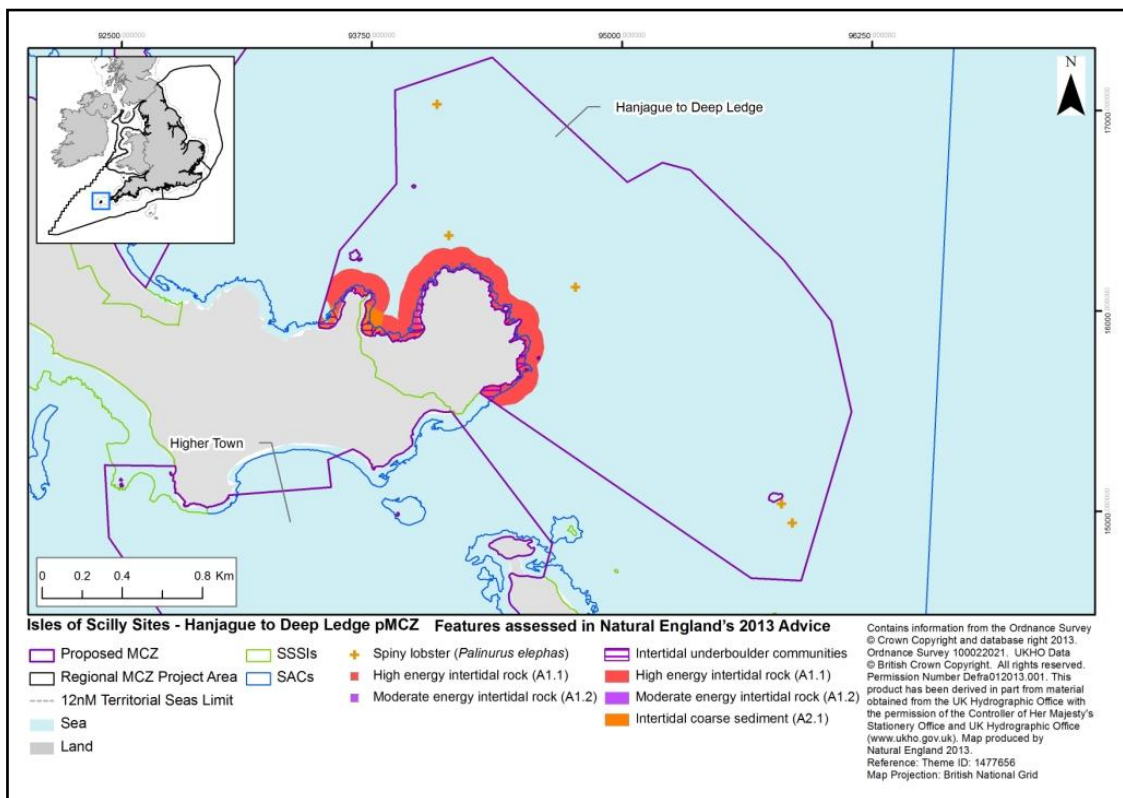 92500.000000
93750.000000
95000.000000
96250.000000
N
17000.000000
Hanjague to Deep Ledge
16000.000000
Higher Town
15000.000000
0 0.2 0.4 0.8 Km
Isles of Scilly Sites - Hanjague to Deep Ledge pMCZ
Proposed MCZ
Regional MCZ Project Area
12nM Territorial Seas Limit
Sea
Land
SSSIs
SACs
Features assessed in Natural England's 2013 Advice
Spiny lobster (Palinurus elephas)
High energy intertidal rock (A1.1)
Moderate energy intertidal rock (A1.2)
Intertidal underboulder communities
High energy intertidal rock (A1.1)
Moderate energy intertidal rock (A1.2)
Intertidal coarse sediment (A2.1)
Contains information from the Ordnance Survey
© Crown Copyright and database right 2013.
Ordnance Survey 100022021. UKHO Data
© British Crown Copyright. All rights reserved.
Permission Number Defra012013.001. This
product has been derived in part from material
obtained from the UK Hydrographic Office with
the permission of the Controller of Her Majesty's
Stationery Office and UK Hydrographic Office
(www.ukho.gov.uk). Map produced by
Natural England 2013.
Reference: Theme ID: 1477656
Map Projection: British National Grid